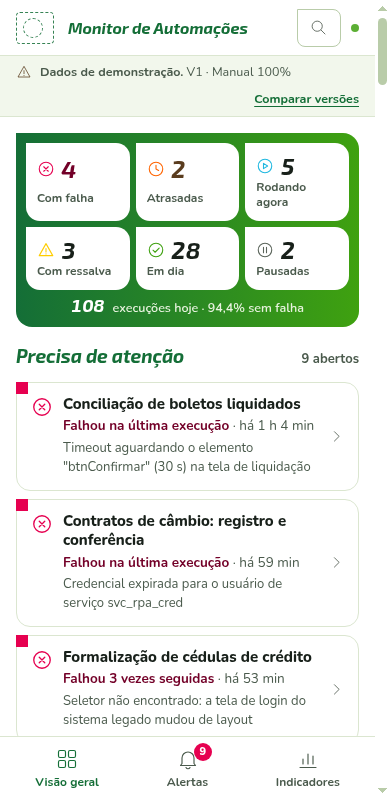 Monitor de Automações
Dados de demonstração. V1 · Manual 100%
Comparar versões
4
Com falha
2
Atrasadas
5
Rodando
agora
3
Com ressalva
28
Em dia
2
Pausadas
108 execuções hoje · 94,4% sem falha
Precisa de atenção
9 abertos
Conciliação de boletos liquidados
Falhou na última execução · há 1 h 4 min
Timeout aguardando o elemento
"btnConfirmar" (30 s) na tela de liquidação
Contratos de câmbio: registro e
conferência
Falhou na última execução · há 59 min
Credencial expirada para o usuário de
serviço svc_rpa_cred
Formalização de cédulas de crédito
Falhou 3 vezes seguidas · há 53 min
Seletor não encontrado: a tela de login do
sistema legado mudou de layout
9
Visão geral
Alertas
Indicadores